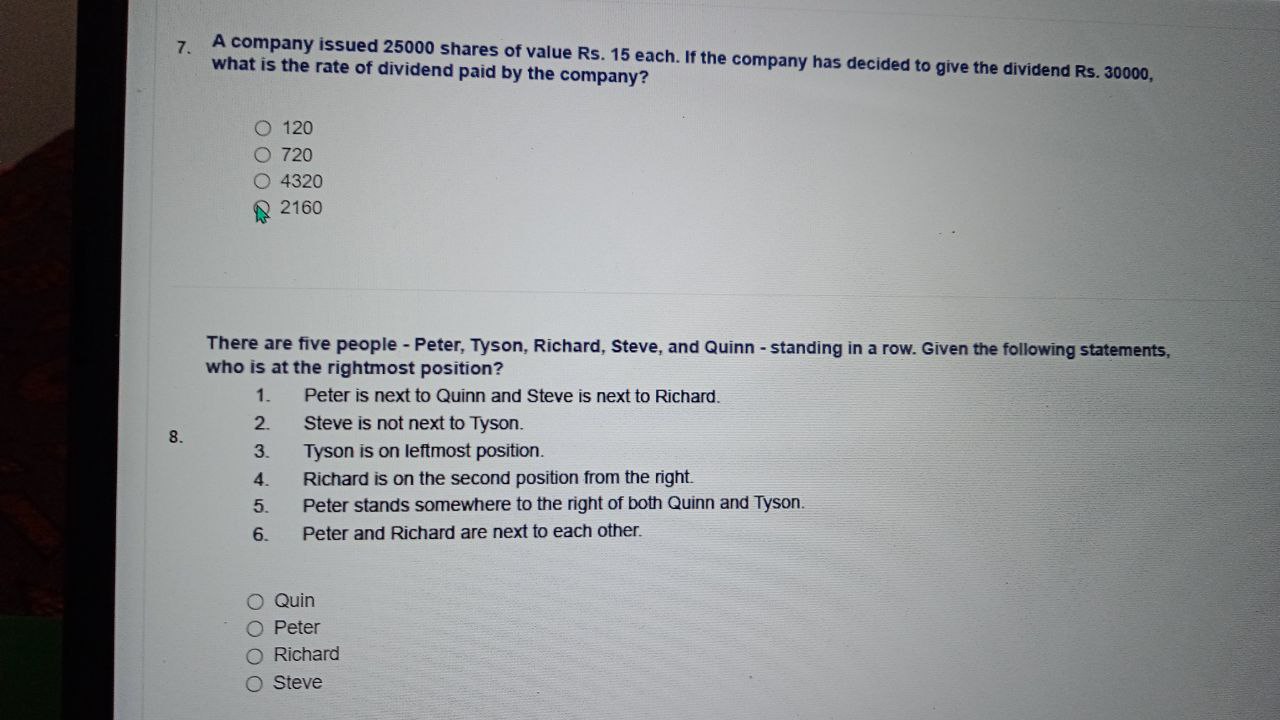 7. A company issued 25000 shares of value Rs. 15 each. If the company has decided to give the dividend Rs. 30000,
what is the rate of dividend paid by the company?
120
720
4320
2160
There are five people - Peter, Tyson, Richard, Steve, and Quinn - standing in a row. Given the following statements,
who is at the rightmost position?
1. Peter is next to Quinn and Steve is next to Richard.
2. Steve is not next to Tyson.
8.
3. Tyson is on leftmost position.
4. Richard is on the second position from the right.
5. Peter stands somewhere to the right of both Quinn and Tyson.
6. Peter and Richard are next to each other.
Quin
Peter
Richard
Steve